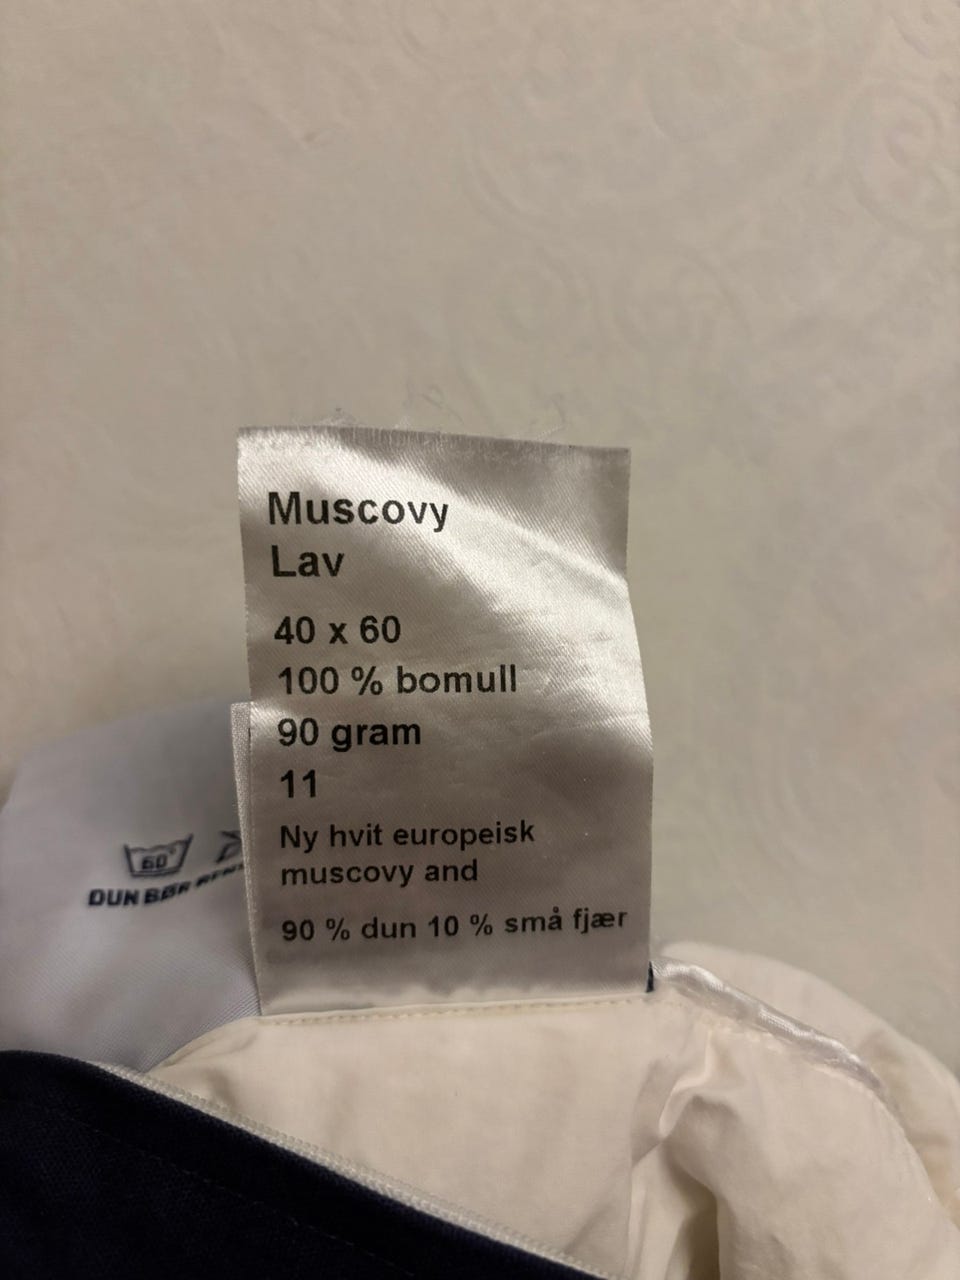 Muscovy
Lav
40 x 60
100 % bomull
90 gram
11
Ny hvit europeisk
muscovy and
90 % dun 10 % små fjær
60°
DUN BØR